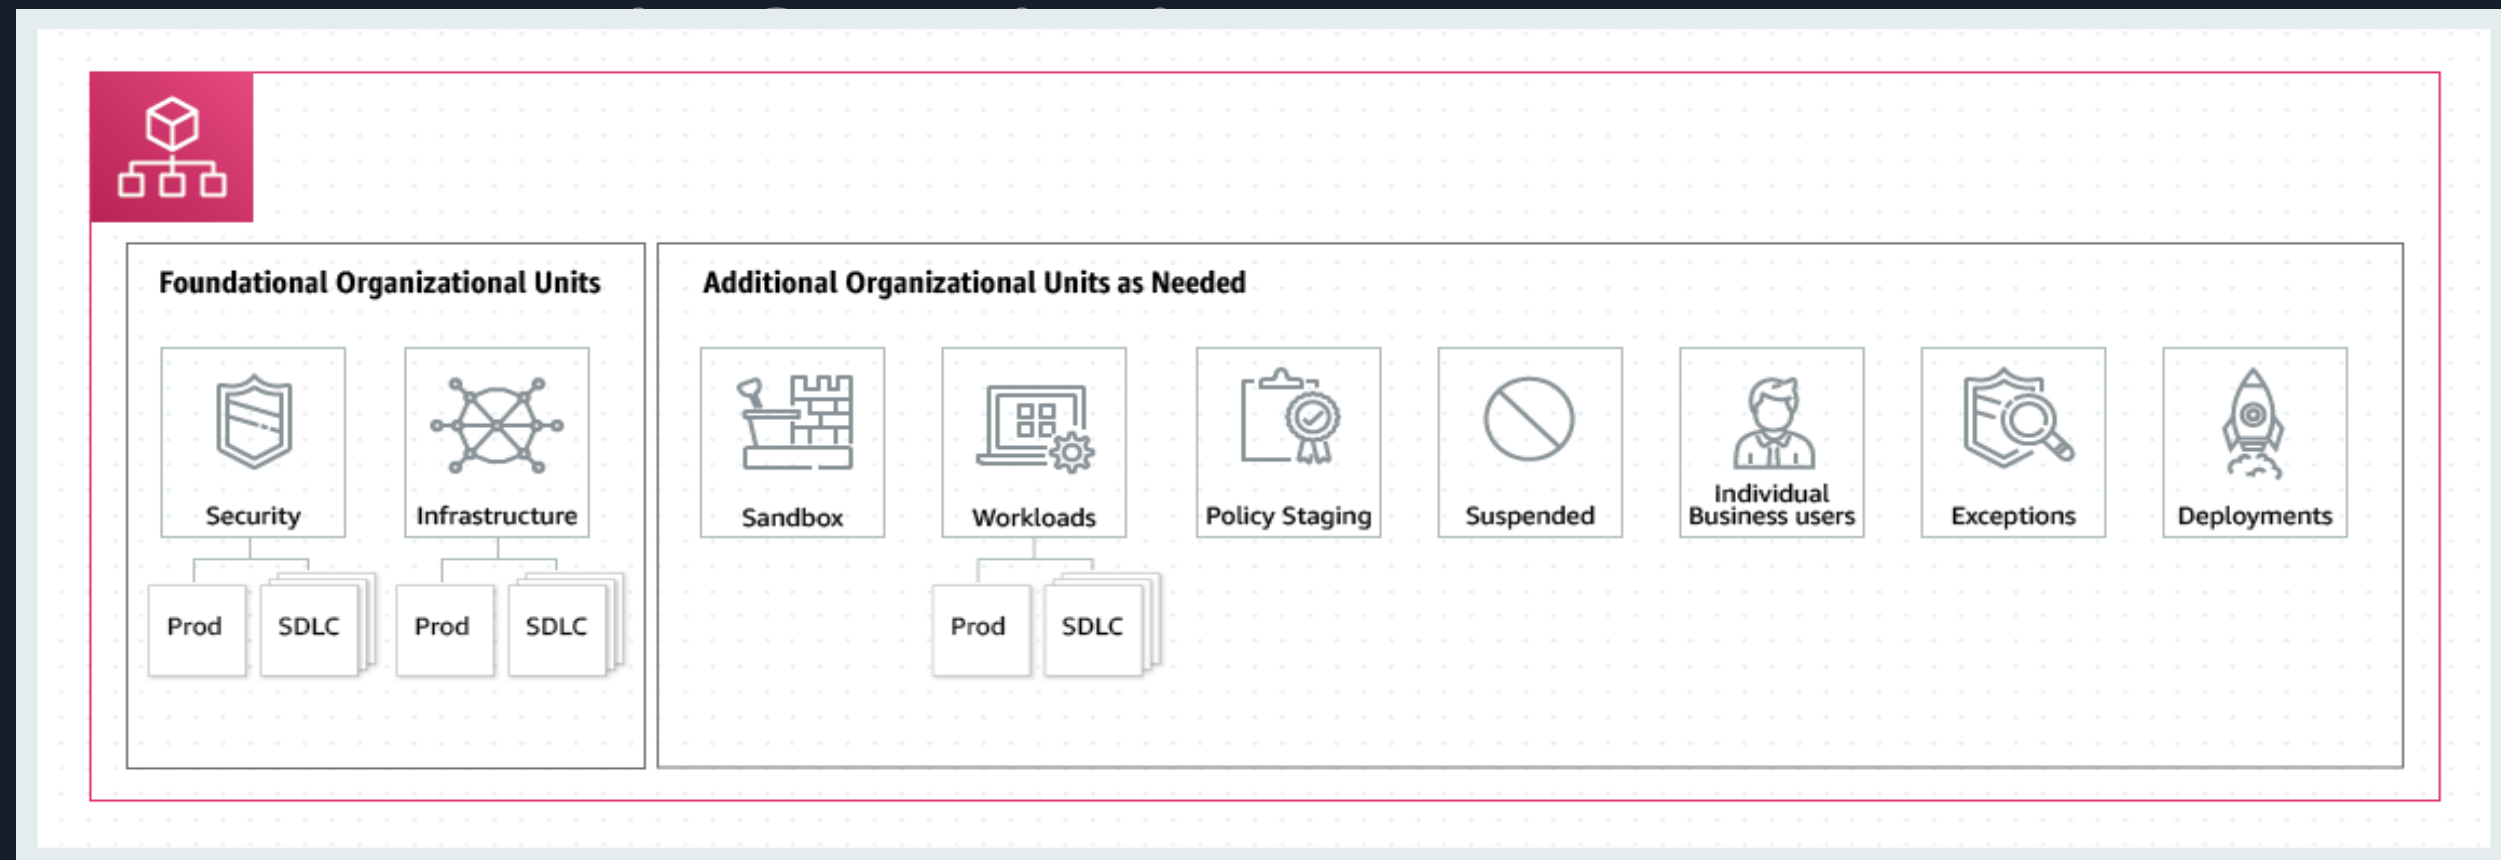 Foundational Organizational Units
Additional Organizational Units as Needed
Security
Infrastructure
Sandbox
Workloads
Policy Staging
Suspended
Individual
Business users
Exceptions
Deployments
Prod
SDLC
Prod
SDLC
Prod
SDLC